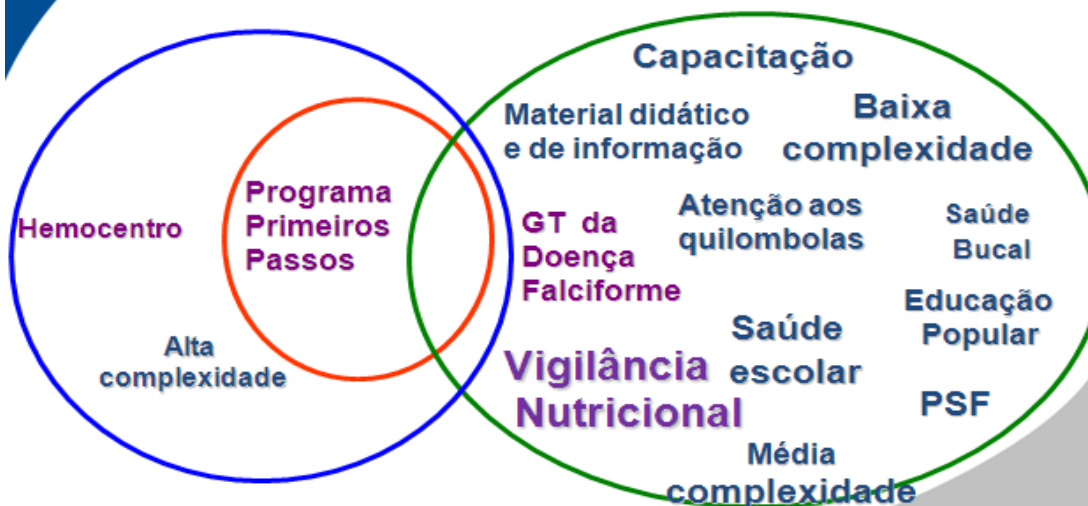 Capacitação
Material didático
e de informação
Baixa
complexidade
Hemocentro
Programa
Primeiros
Passos
GT da
Doença
Falciforme
Atenção aos
quilombolas
Saúde
Bucal
Educação
Popular
Alta
complexidade
Vigilância
Nutricional
Saúde
escolar
PSF
Média
complexidade